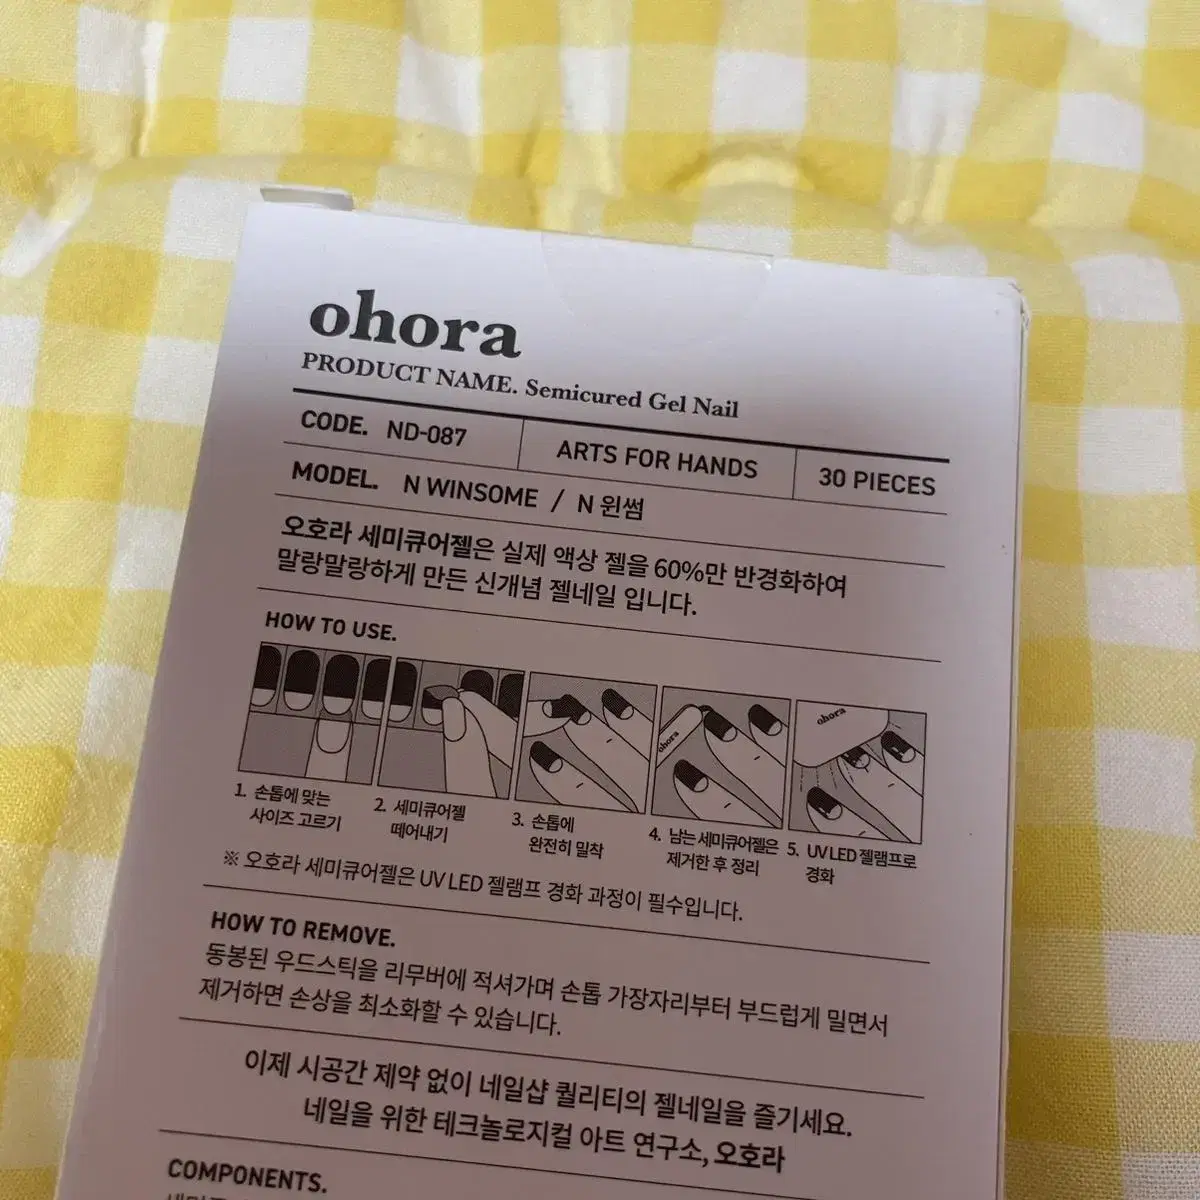 ohora
PRODUCT NAME. Semicured Gel Nail
CODE. ND-087 ARTS FOR HANDS 30 PIECES
MODEL. N WINSOME / N 윈썸
오호라 세미큐어젤은 실제 액상 젤을 60%만 반경화하여
말랑말랑하게 만든 신개념 젤네일 입니다.
HOW TO USE.
ohora
ohora
1. 손톱에 맞는
사이즈 고르기
2. 세미큐어젤
떼어내기
3. 손톱에
완전히 밀착
4. 남는 세미큐어젤은
제거한 후 정리
5. UV LED 젤램프로
경화
※ 오호라 세미큐어젤은 UV LED 젤램프 경화 과정이 필수입니다.
HOW TO REMOVE.
동봉된 우드스틱을 리무버에 적셔가며 손톱 가장자리부터 부드럽게 밀면서
제거하면 손상을 최소화할 수 있습니다.
이제 시공간 제약 없이 네일샵 퀄리티의 젤네일을 즐기세요.
네일을 위한 테크놀로지컬 아트 연구소, 오호라
COMPONENTS.